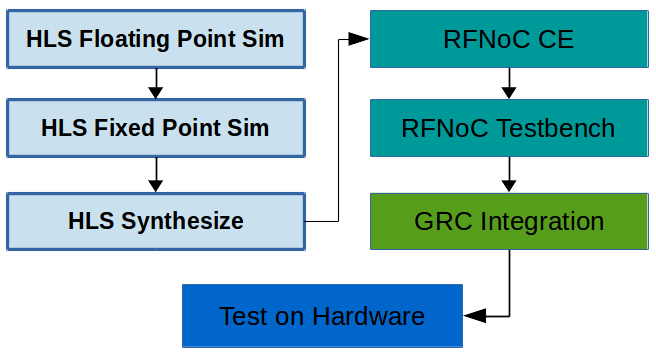 HLS Floating Point Sim
HLS Fixed Point Sim
HLS Synthesize
RFNoC CE
RFNoC Testbench
GRC Integration
Test on Hardware